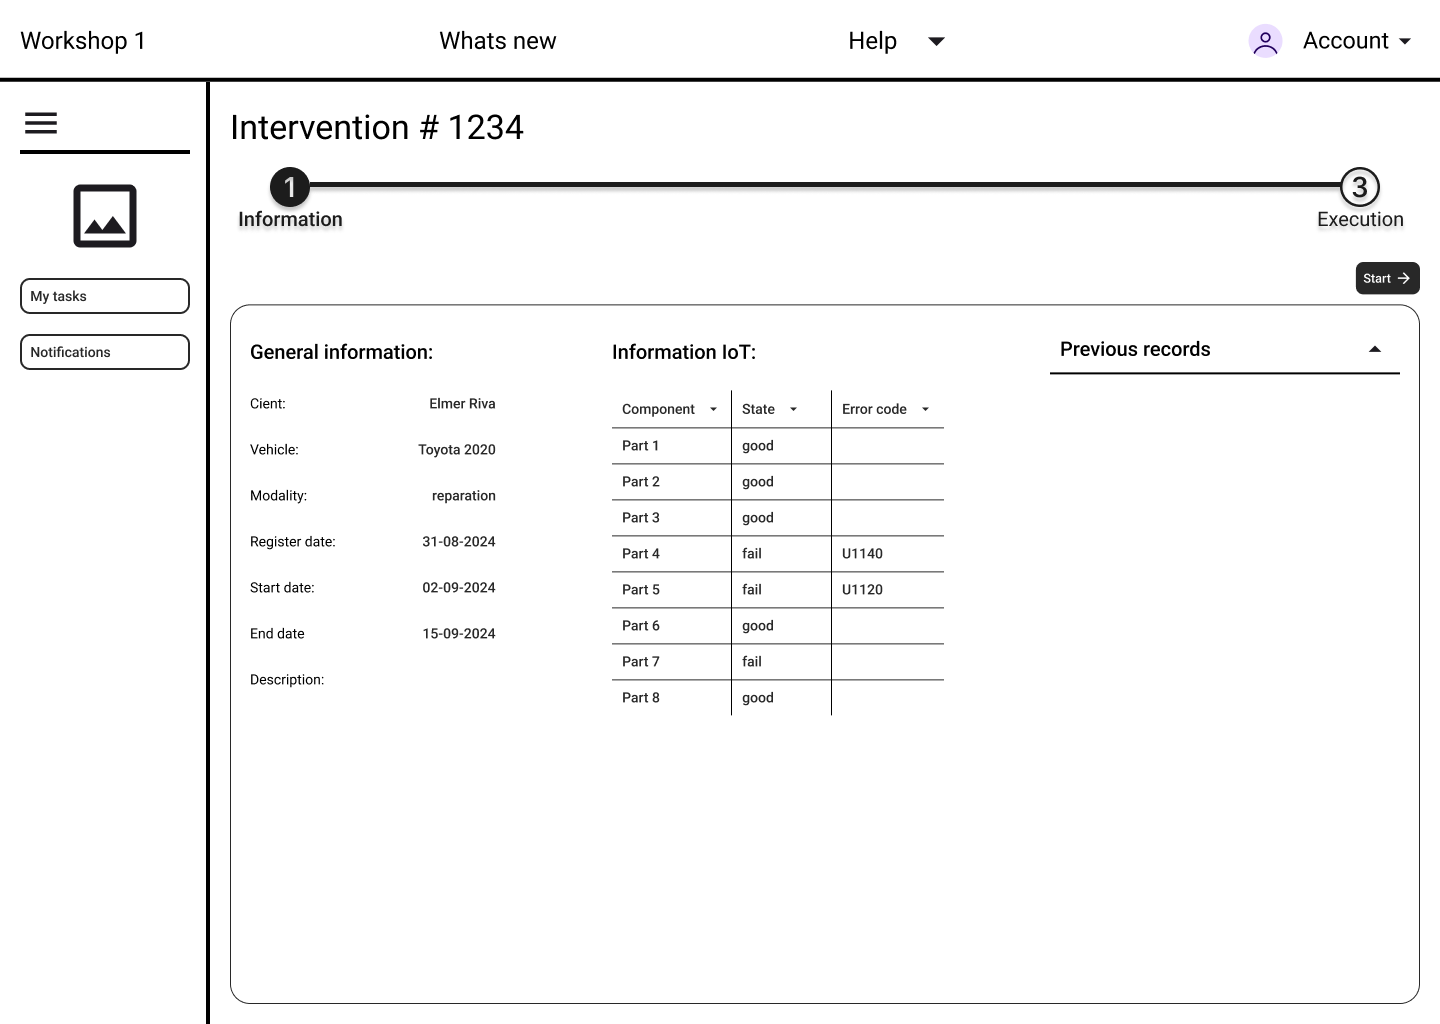 Workshop 1
Whats new
Help
Account
Intervention # 1234
1
Information
3
Execution
Start
My tasks
Notifications
General information:
Cient: Elmer Riva
Vehicle: Toyota 2020
Modality: reparation
Register date: 31-08-2024
Start date: 02-09-2024
End date 15-09-2024
Description:
Information IoT:
Component State Error code
Part 1 good
Part 2 good
Part 3 good
Part 4 fail U1140
Part 5 fail U1120
Part 6 good
Part 7 fail
Part 8 good
Previous records